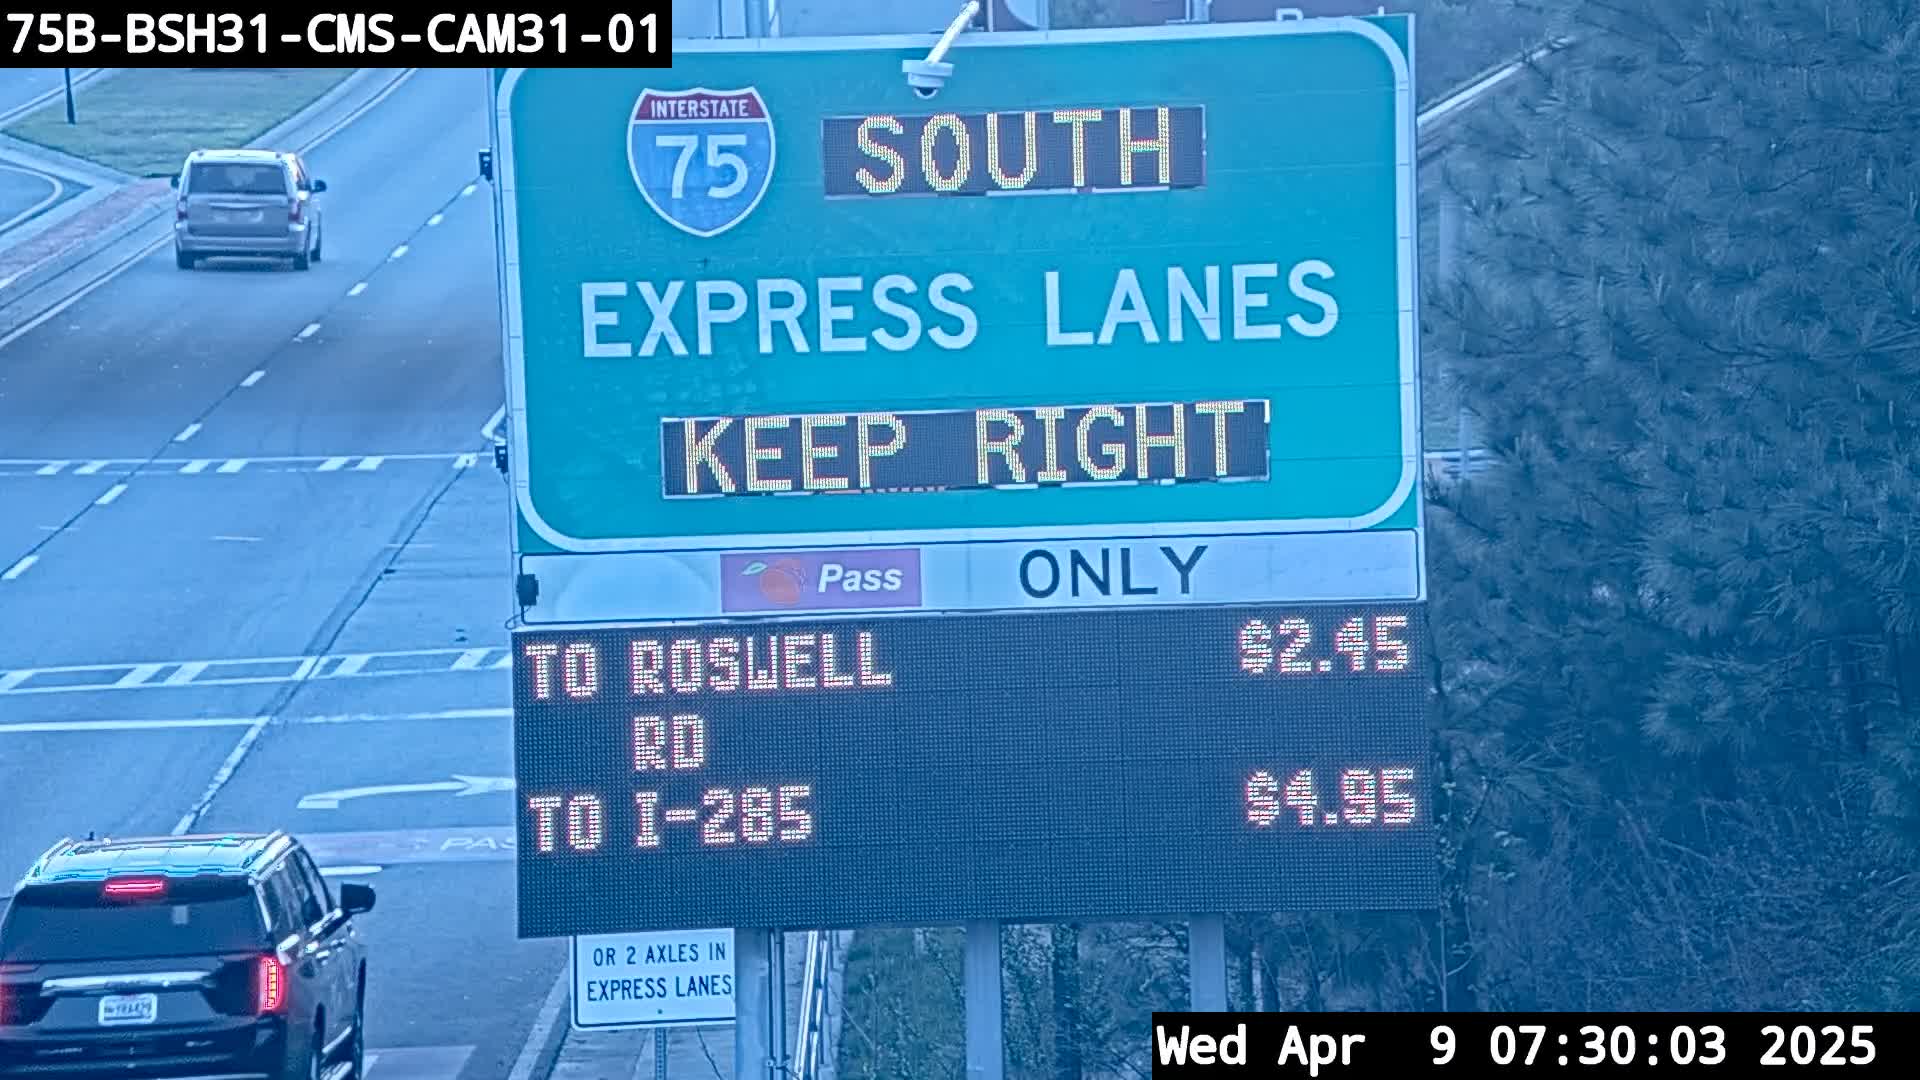 75B-BSH31-CMS-CAM31-01
INTERSTATE
75
SOUTH
EXPRESS LANES
KEEP RIGHT
Pass
ONLY
TO ROSWELL $2.45
RD
TO I-285 $4.95
OR 2 AXLES IN
EXPRESS LANES
Wed Apr 9 07:30:03 2025